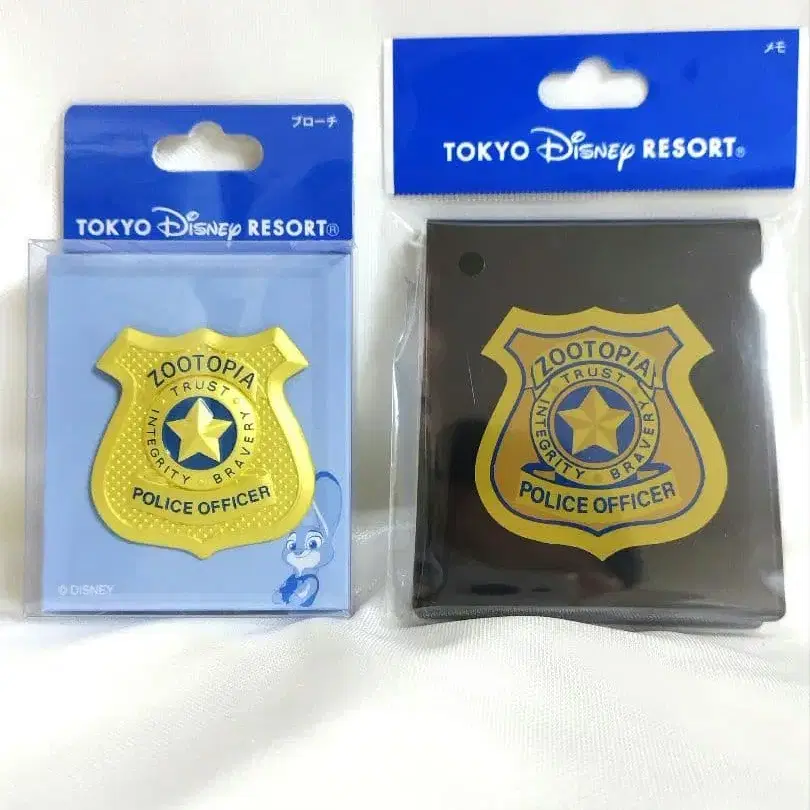 ブローチ
TOKYO Disney RESORT®
ZOOTOPIA
TRUST
INTEGRITY · BRAVERY
POLICE OFFICER
© DISNEY
メモ
TOKYO Disney RESORT®
ZOOTOPIA
TRUST
INTEGRITY · BRAVERY
POLICE OFFICER